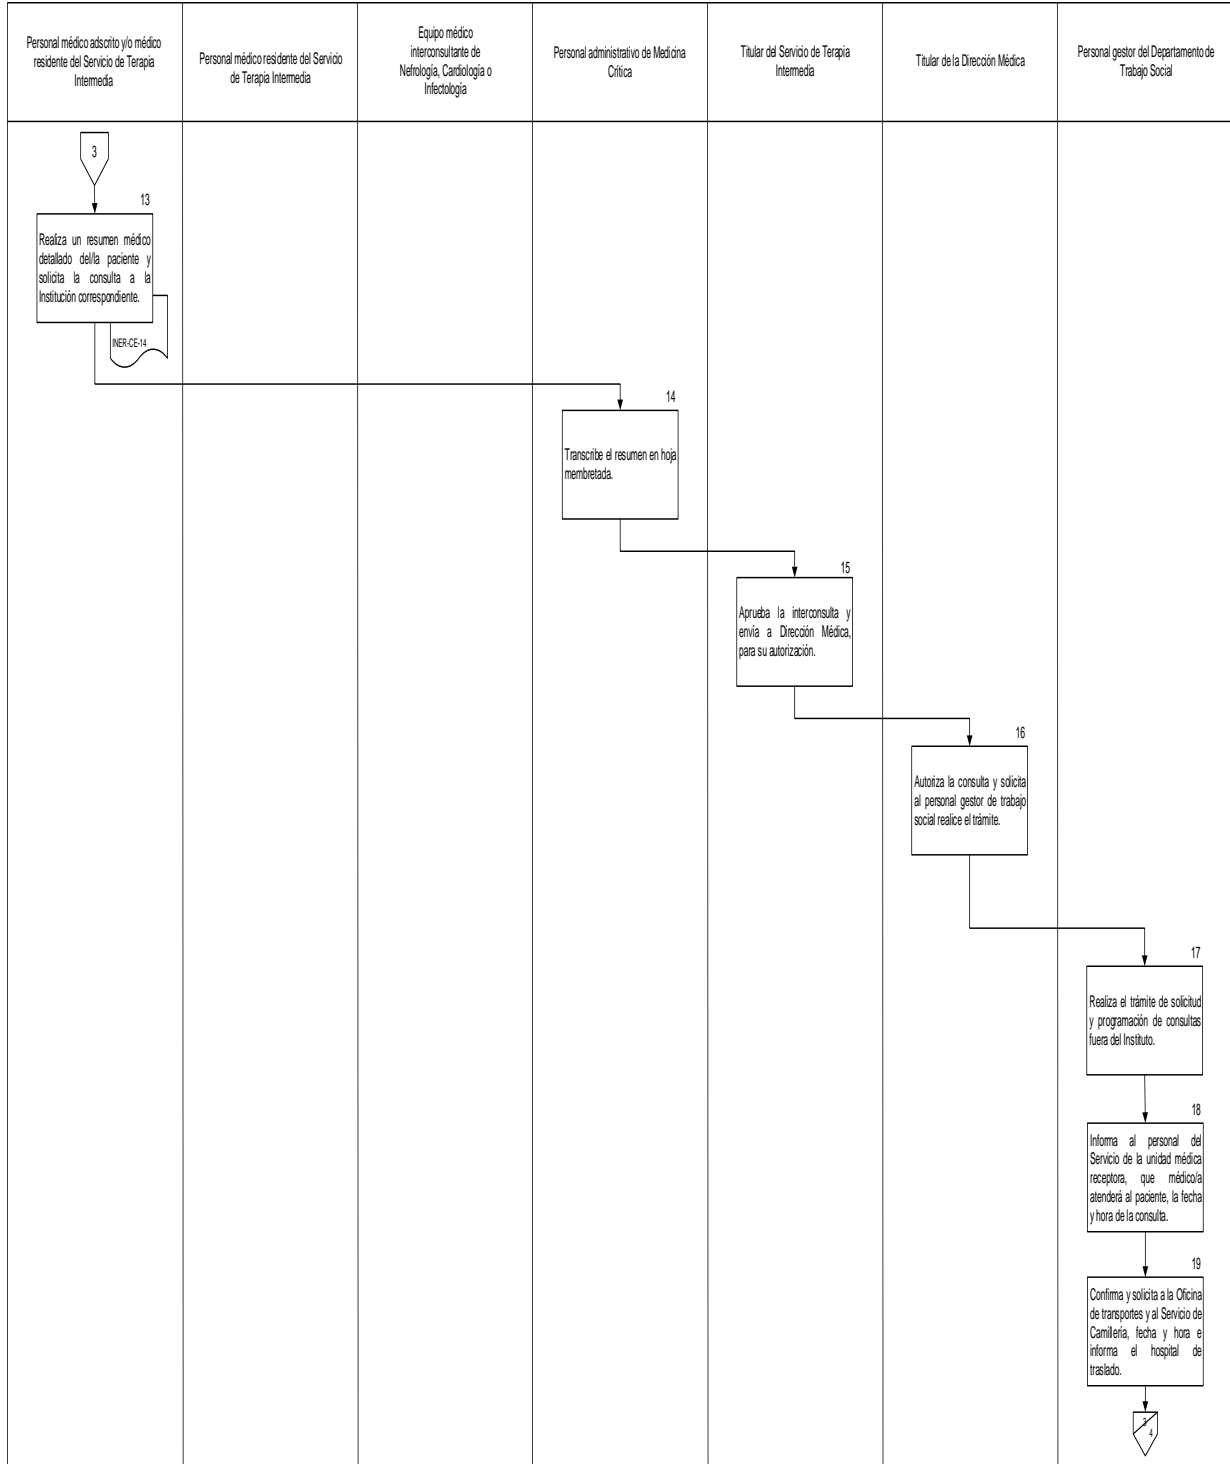 Personal médico adscrito y/o médico
residente del Servicio de Terapia
Intermedia
Personal médico residente del Servicio
de Terapia Intermedia
Equipo médico
interconsultante de
Nefrología, Cardiología o
Infectología
Personal administrativo de Medicina
Crítica
Titular del Servicio de Terapia
Intermedia
Titular de la Dirección Médica
Personal gestor del Departamento de
Trabajo Social
3
13
Realiza un resumen médico
detallado del/la paciente y
solicita la consulta a la
Institución correspondiente.
INER-CE-14
14
Transcribe el resumen en hoja
membretada.
15
Aprueba la interconsulta y
envía a Dirección Médica,
para su autorización.
16
Autoriza la consulta y solicita
al personal gestor de trabajo
social realice el trámite.
17
Realiza el trámite de solicitud
y programación de consultas
fuera del Instituto.
18
Informa al personal del
Servicio de la unidad médica
receptora, que médico/a
atenderá al paciente, la fecha
y hora de la consulta.
19
Confirma y solicita a la Oficina
de transportes y al Servicio de
Camillería, fecha y hora e
informa el hospital de
traslado.
3
4